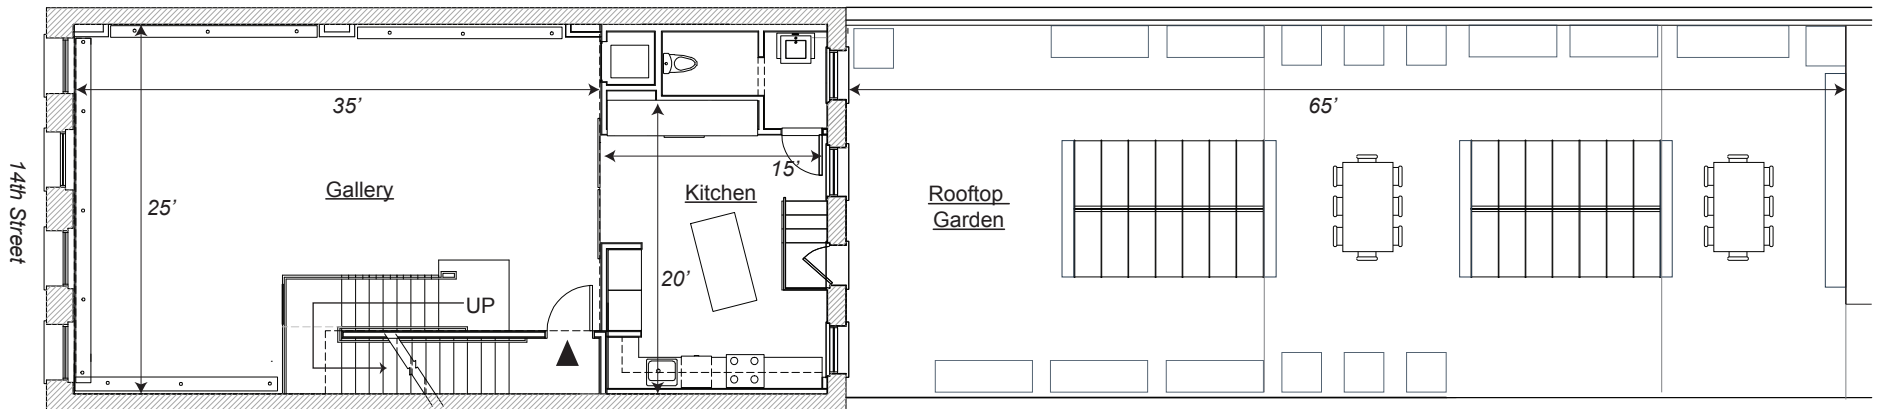 14th Street
35’
25’
Gallery
UP
15’
Kitchen
20’
65’
Rooftop
Garden